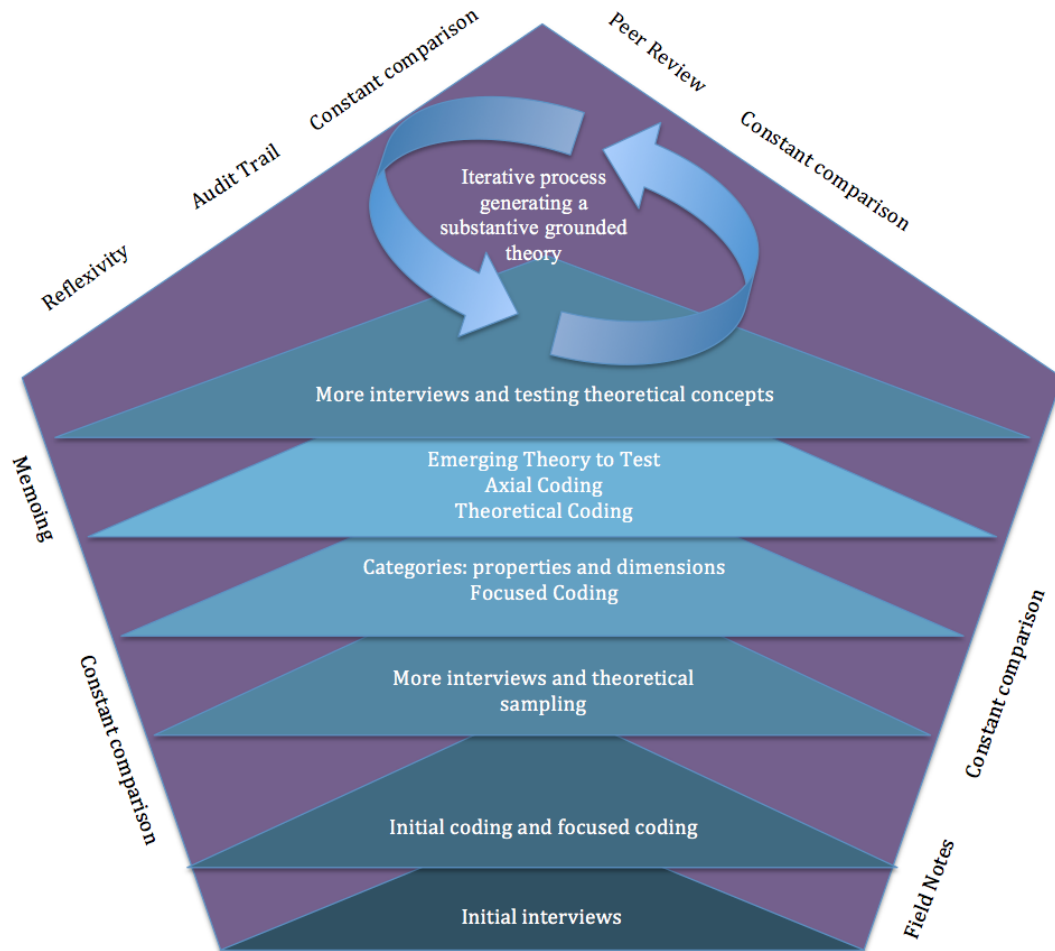 Constant comparison
Peer Review
Audit Trail
Constant comparison
Reflexivity
Iterative process
generating a
substantive grounded
theory
More interviews and testing theoretical concepts
Memoing
Emerging Theory to Test
Axial Coding
Theoretical Coding
Categories: properties and dimensions
Focused Coding
Constant comparison
Constant comparison
More interviews and theoretical
sampling
Initial coding and focused coding
Field Notes
Initial interviews